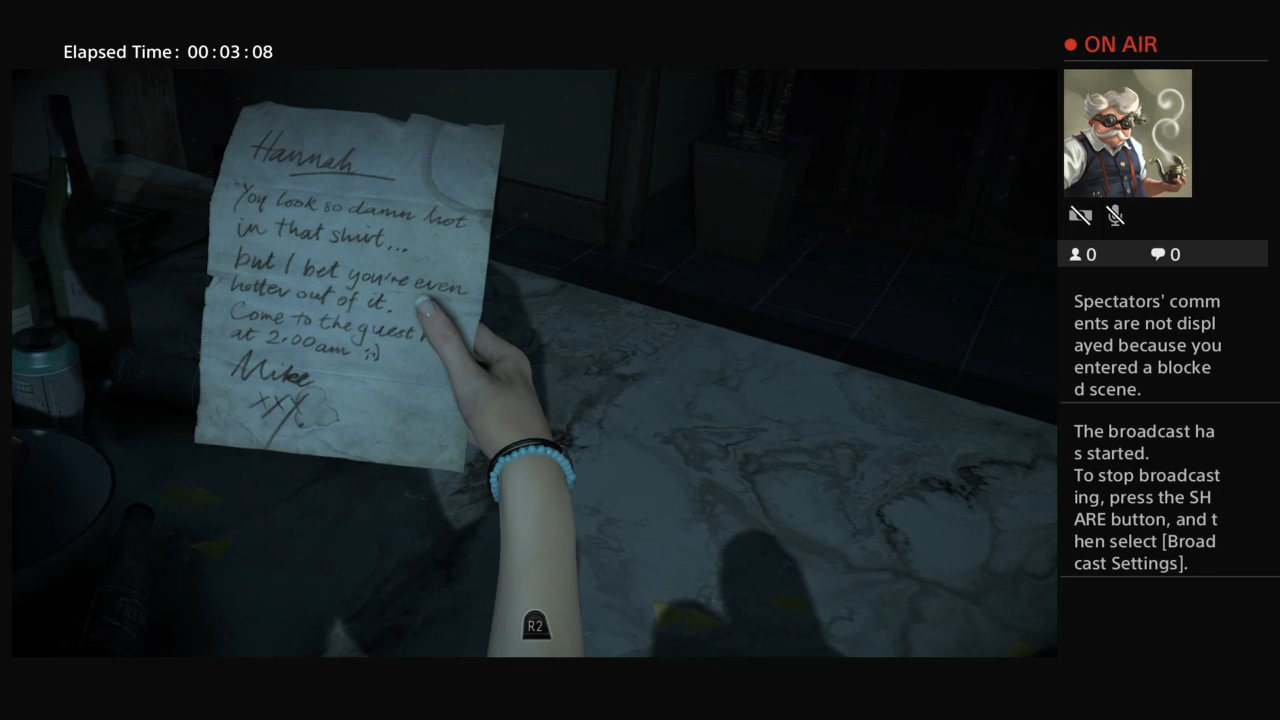 Elapsed Time: 00:03:08
ON AIR
Hannah
You look so damn hot
in that shirt...
but I bet you're even
hotter out of it.
Come to the guest
at 2.00am ;)
Mike
xxx
R2
0
0
Spectators' comm
ents are not displ
ayed because you
entered a blocke
d scene.
The broadcast ha
s started.
To stop broadcast
ing, press the SH
ARE button, and t
hen select [Broad
cast Settings].